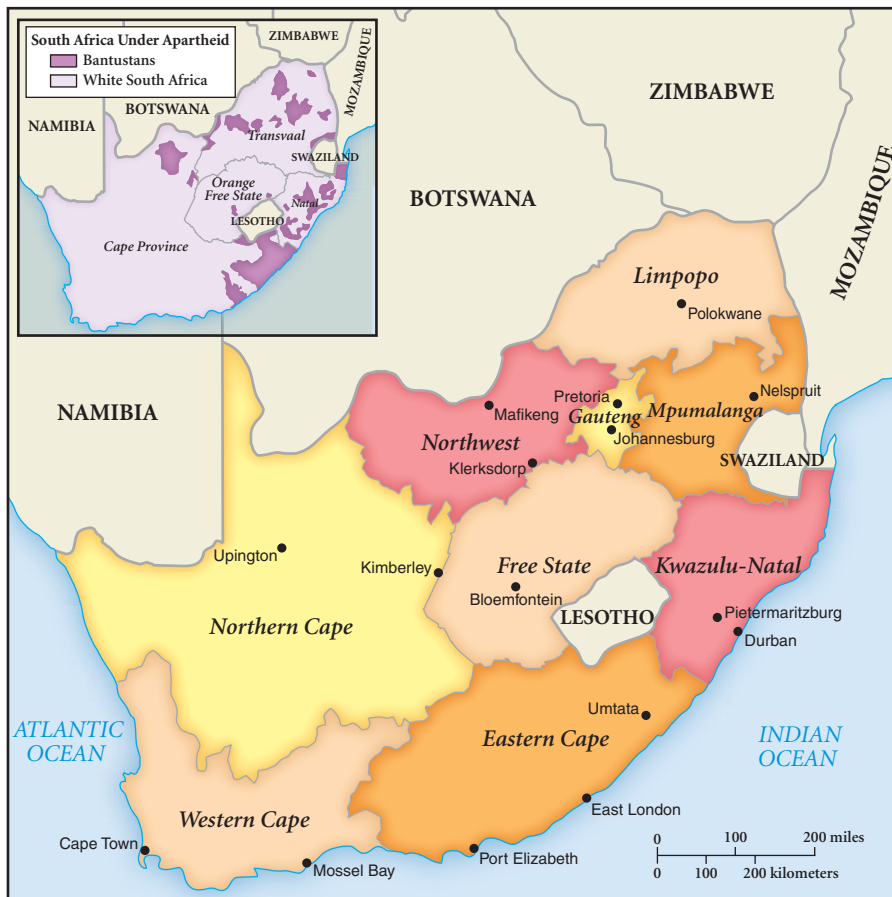 South Africa Under Apartheid
Bantustans
White South Africa
ZIMBABWE
MOZAMBIQUE
BOTSWANA
NAMIBIA
Transvaal
SWAZILAND
Orange
Free State
Natal
LESOTHO
Cape Province
ZIMBABWE
BOTSWANA
MOZAMBIQUE
Limpopo
Polokwane
NAMIBIA
Pretoria
Nelspruit
Mafikeng
Gauteng
Mpumalanga
Northwest
Johannesburg
Klerksdorp
SWAZILAND
Upington
Kimberley
Free State
Kwazulu-Natal
Bloemfontein
LESOTHO
Pietermaritzburg
Durban
Northern Cape
ATLANTIC
OCEAN
Umtata
Eastern Cape
INDIAN
OCEAN
East London
Western Cape
Cape Town
Mossel Bay
Port Elizabeth
0 100 200 miles
0 100 200 kilometers